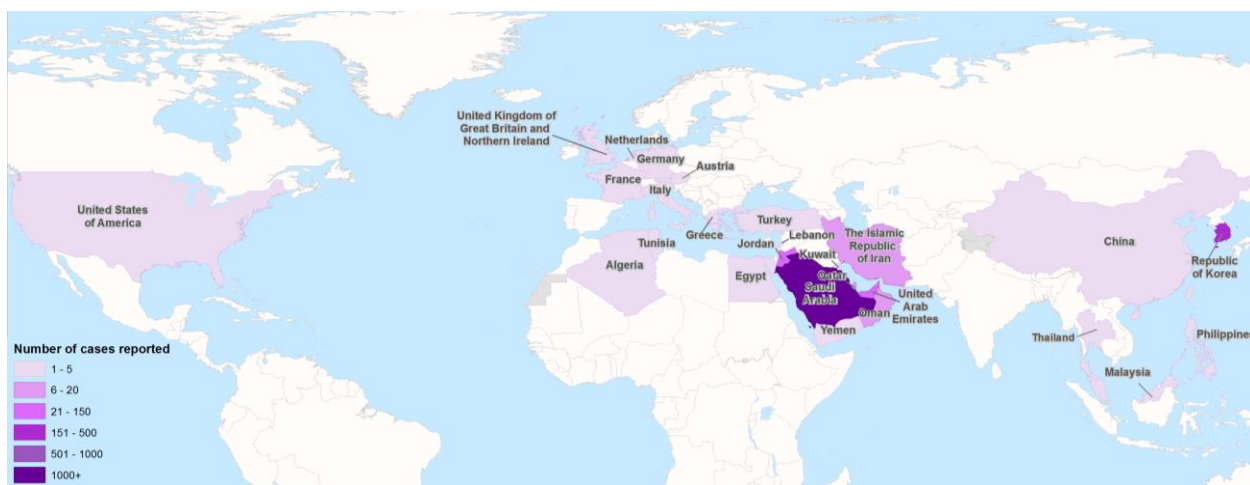 United Kingdom of
Great Britain and
Northern Ireland
Netherlands
Germany
Austria
France
Italy
United States
of America
Turkey
Greece
Tunisia
Lebanon
Jordan
The Islamic
Republic
of Iran
China
Algeria
Egypt
Kuwait
Qatar
Saudi
Arabia
Republic
of Korea
United
Arab
Emirates
Oman
Yemen
Thailand
Philippine
Malaysia
Number of cases reported
1 - 5
6 - 20
21 - 150
151 - 500
501 - 1000
1000+